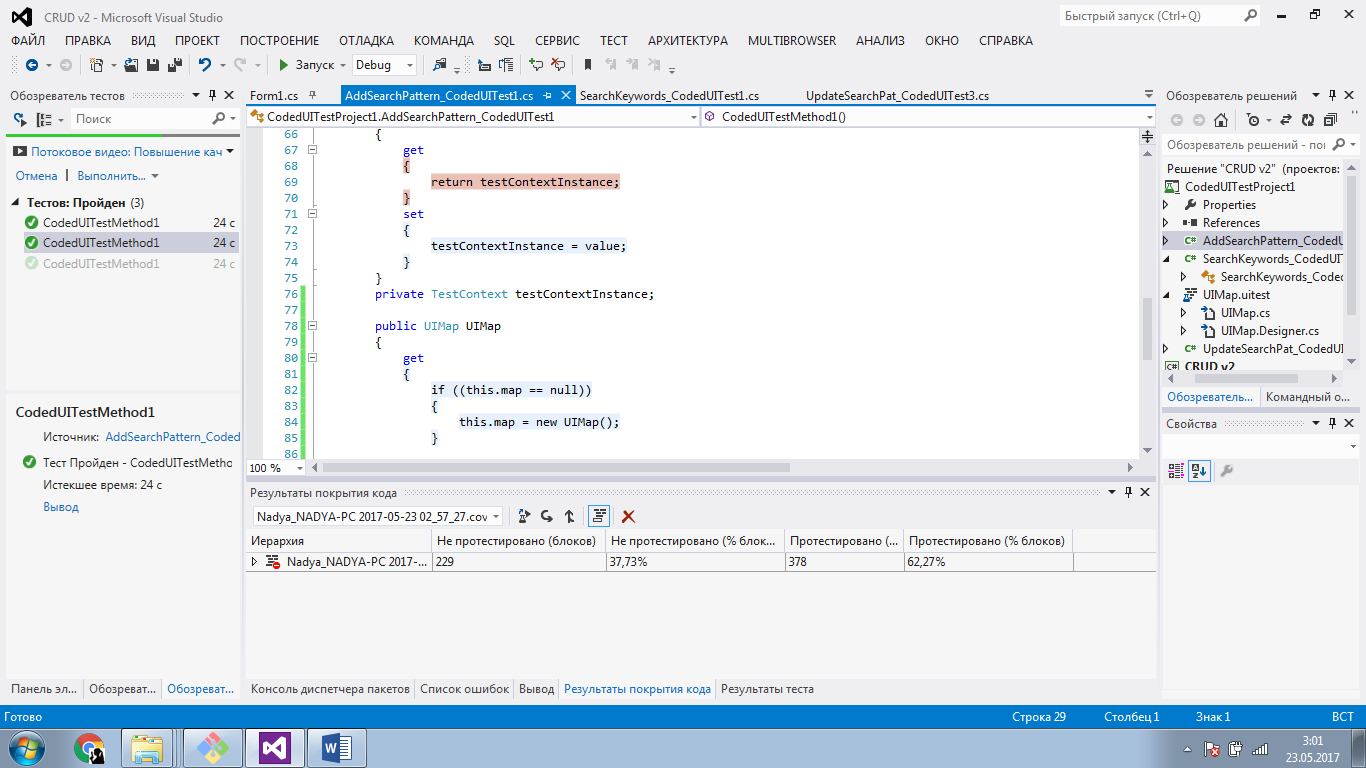 CRUD v2 - Microsoft Visual Studio
Быстрый запуск (Ctrl+Q)
ФАЙЛ ПРАВКА ВИД ПРОЕКТ ПОСТРОЕНИЕ ОТЛАДКА КОМАНДА SQL СЕРВИС ТЕСТ АРХИТЕКТУРА MULTIBROWSER АНАЛИЗ ОКНО СПРАВКА
Запуск Debug
Обозреватель тестов
Поиск
Потоковое видео: Повышение кач
Отмена Выполнить...
Тестов: Пройден (3)
CodedUITestMethod1 24 с
CodedUITestMethod1 24 с
CodedUITestMethod1 24 с
CodedUITestMethod1
Источник: AddSearchPattern_Coded
Тест Пройден - CodedUITestMetho
Истекшее время: 24 с
Вывод
Панель эл... Обозреват... Обозреват...
Form1.cs AddSearchPattern_CodedUITest1.cs SearchKeywords_CodedUITest1.cs UpdateSearchPat_CodedUITest3.cs
CodedUITestProject1.AddSearchPattern_CodedUITest1 CodedUITestMethod1()
66 {
67 get
68 {
69 return testContextInstance;
70 }
71 set
72 {
73 testContextInstance = value;
74 }
75 }
76 private TestContext testContextInstance;
77
78 public UIMap UIMap
79 {
80 get
81 {
82 if ((this.map == null))
83 {
84 this.map = new UIMap();
85 }
86
100 %
Результаты покрытия кода
Nadya_NADYA-PC 2017-05-23 02_57_27.cov
Иерархия Не протестировано (блоков) Не протестировано (% блок... Протестировано (... Протестировано (% блоков)
Nadya_NADYA-PC 2017-... 229 37,73% 378 62,27%
Консоль диспетчера пакетов Список ошибок Вывод Результаты покрытия кода Результаты теста
Обозреватель решений
Обозреватель решений - пои
Решение "CRUD v2" (проектов:
CodedUITestProject1
Properties
References
AddSearchPattern_CodedU
SearchKeywords_CodedUIT
SearchKeywords_Codec
UIMap.uitest
UIMap.cs
UIMap.Designer.cs
UpdateSearchPat_CodedUI
CRUD v2
Обозреватель... Командный о...
Свойства
Готово Строка 29 Столбец 1 Знак 1 ВСТ
3:01
23.05.2017